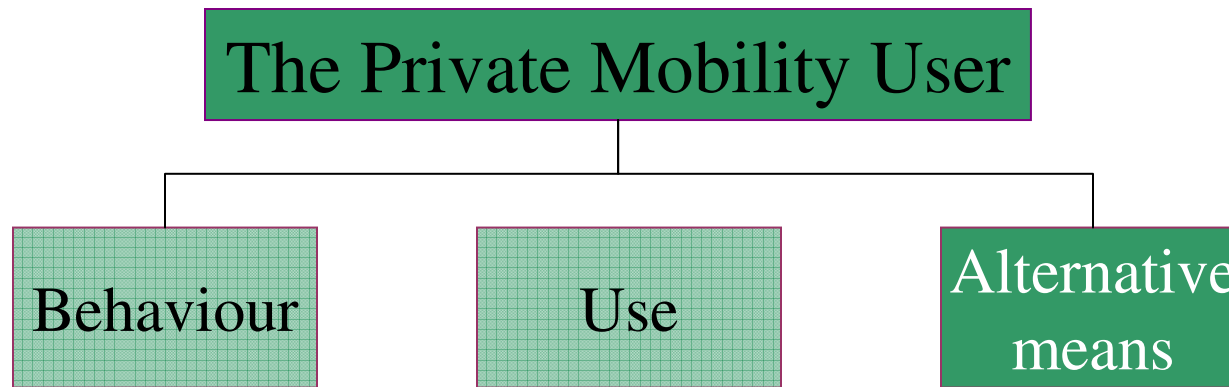 The Private Mobility User
Behaviour
Use
Alternative
means